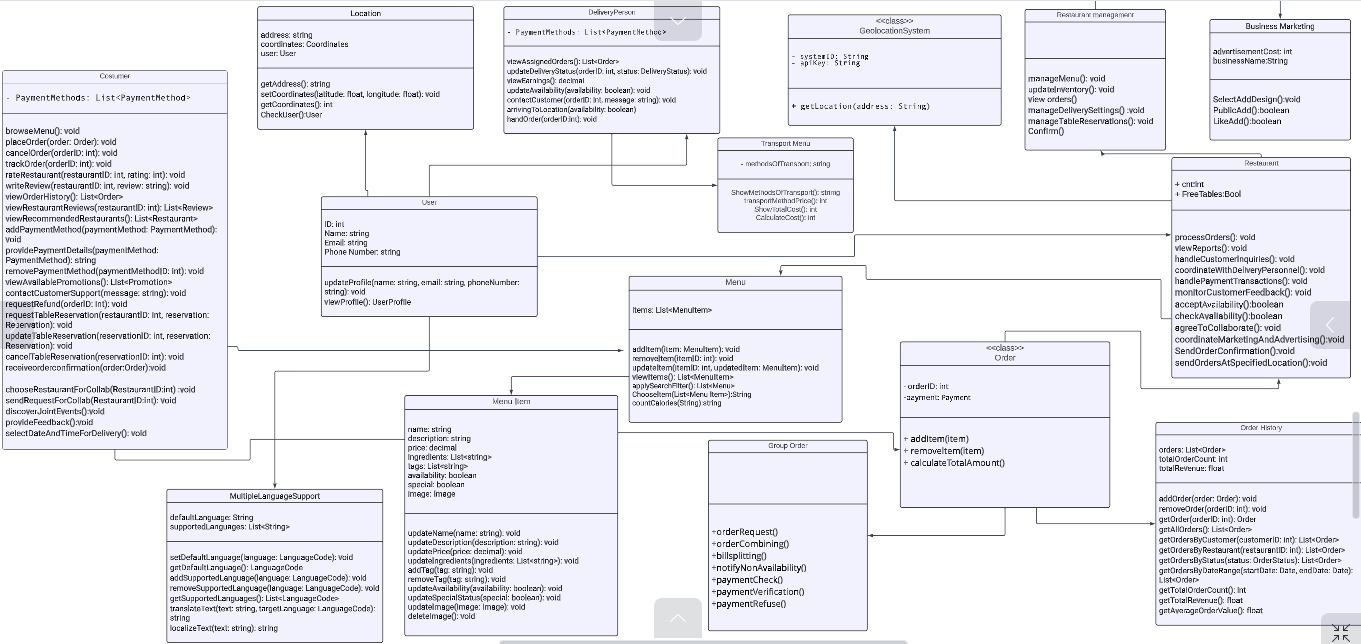 Costumer
- PaymentMethods: List<PaymentMethod>
browseMenu(): void
placeOrder(order: Order): void
cancelOrder(orderID: int): void
trackOrder(orderID: int): void
rateRestaurant(restaurantID: int, rating: int): void
writeReview(restaurantID: int, review: string): void
viewOrderHistory(): List<Order>
viewRestaurantReviews(restaurantID: int): List<Review>
viewRecommendedRestaurants(): List<Restaurant>
addPaymentMethod(paymentMethod: PaymentMethod):
void
providePaymentDetails(paymentMethod:
PaymentMethod): string
removePaymentMethod(paymentMethodID: int): void
viewAvailablePromotions(): List<Promotion>
contactCustomerSupport(message: string): void
requestRefund(orderID: int): void
requestTableReservation(restaurantID: int, reservation:
Reservation): void
updateTableReservation(reservationID: int, reservation:
Reservation): void
cancelTableReservation(reservationID: int): void
receiveorderconfirmation(order:Order):void
chooseRestaurantForCollab(RestaurantID:int) :void
sendRequestForCollab(RestaurantID:int): void
discoverJointEvents():void
provideFeedback():void
selectDateAndTimeForDelivery(): void
Location
address: string
coordinates: Coordinates
user: User
getAddress(): string
setCoordinates(latitude: float, longitude: float): void
getCoordinates(): int
CheckUser():User
DeliveryPerson
- PaymentMethods: List<PaymentMethod>
viewAssignedOrders(): List<Order>
updateDeliveryStatus(orderID: int, status: DeliveryStatus): void
viewEarnings(): decimal
updateAvailability(availability: boolean): void
contactCustomer(orderID: int, message: string): void
arrivingToLocation(availability: boolean)
handOrder(orderID:int): void
<<class>>
GeolocationSystem
- systemID: String
- apiKey: String
+ getLocation(address: String)
Restaurant management
manageMenu(): void
updateInventory(): void
view orders()
manageDeliverySettings() :void
manageTableReservations(): void
Confirm()
Business Marketing
advertisementCost: int
businessName:String
SelectAddDesign():void
PublicAdd():boolean
LikeAdd():boolean
Transport Menu
- methodsOfTransport: string
ShowMethodsOfTransport(): string
transportMethodPrice(): int
ShowTotalCost(): int
CalculateCost(): int
Restaurant
+ cnt:int
+ FreeTables:Bool
processOrders(): void
viewReports(): void
handleCustomerInquiries(): void
coordinateWithDeliveryPersonnel(): void
handlePaymentTransactions(): void
monitorCustomerFeedback(): void
acceptAvailability():boolean
checkAvaliability():boolean
agreeToCollaborate(): void
coordinateMarketingAndAdvertising():void
SendOrderConfirmation():void
sendOrdersAtSpecifiedLocation():void
User
ID: int
Name: string
Email: string
Phone Number: string
updateProfile(name: string, email: string, phoneNumber:
string): void
viewProfile(): UserProfile
Menu
Items: List<MenuItem>
addItem(item: MenuItem): void
removeItem(itemID: int): void
updateItem(itemID: int, updatedItem: MenuItem): void
viewItems(): List<MenuItem>
applySearchFilter(): List<Menu>
ChooseItem(List<Menu Item>):String
countCalories(String):string
<<class>>
Order
-orderID: int
-payment: Payment
+ addItem(item)
+ removeItem(item)
+ calculateTotalAmount()
Menu Item
name: string
description: string
price: decimal
ingredients: List<string>
tags: List<string>
availability: boolean
special: boolean
image: Image
updateName(name: string): void
updateDescription(description: string): void
updatePrice(price: decimal): void
updateIngredients(ingredients: List<string>): void
addTag(tag: string): void
removeTag(tag: string): void
updateAvailability(availability: boolean): void
updateSpecialStatus(special: boolean): void
updateImage(image: Image): void
deleteImage(): void
Group Order
+orderRequest()
+orderCombining()
+billsplitting()
+notifyNonAvailability()
+paymentCheck()
+paymentVerification()
+paymentRefuse()
Order History
orders: List<Order>
totalOrderCount: int
totalRevenue: float
addOrder(order: Order): void
removeOrder(orderID: int): void
getOrder(orderID: int): Order
getAllOrders(): List<Order>
getOrdersByCustomer(customerID: int): List<Order>
getOrdersByRestaurant(restaurantID: int): List<Order>
getOrdersByStatus(status: OrderStatus): List<Order>
getOrdersByDateRange(startDate: Date, endDate: Date):
List<Order>
getTotalOrderCount(): int
getTotalRevenue(): float
getAverageOrderValue(): float
MultipleLanguageSupport
defaultLanguage: String
supportedLanguages: List<String>
setDefaultLanguage(language: LanguageCode): void
getDefaultLanguage(): LanguageCode
addSupportedLanguage(language: LanguageCode): void
removeSupportedLanguage(language: LanguageCode): void
getSupportedLanguages(): List<LanguageCode>
translateText(text: string, targetLanguage: LanguageCode):
string
localizeText(text: string): string